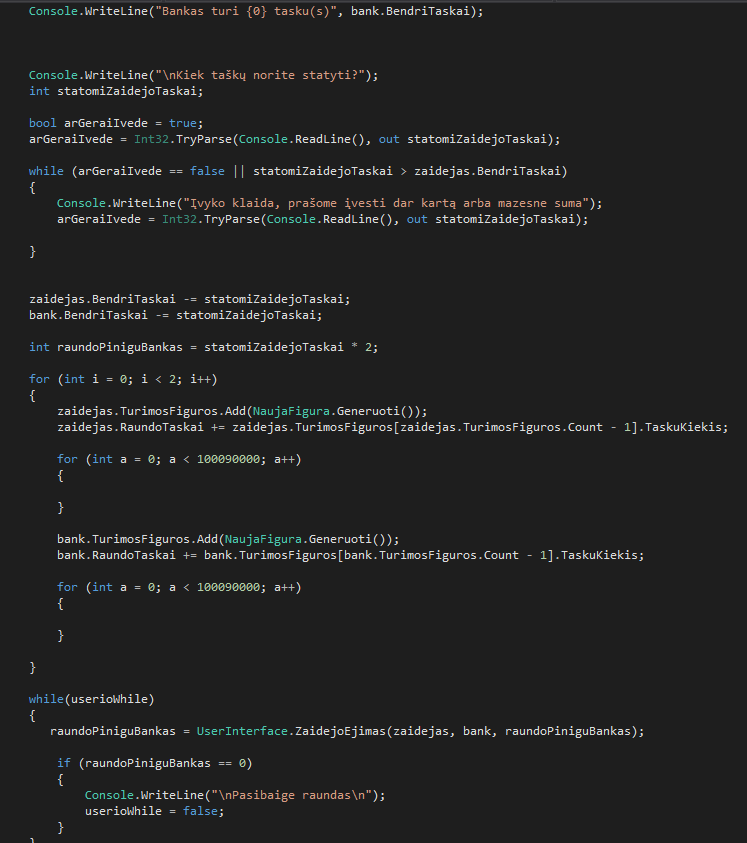 Console.WriteLine("Bankas turi {0} tasku(s)", bank.BendriTaskai);
Console.WriteLine("\nKiek taškų norite statyti?");
int statomiZaidejoTaskai;
bool arGeraiIvede = true;
arGeraiIvede = Int32.TryParse(Console.ReadLine(), out statomiZaidejoTaskai);
while (arGeraiIvede == false || statomiZaidejoTaskai > zaidejas.BendriTaskai)
{
Console.WriteLine("Įvyko klaida, prašome įvesti dar kartą arba mazesne suma");
arGeraiIvede = Int32.TryParse(Console.ReadLine(), out statomiZaidejoTaskai);
}
zaidejas.BendriTaskai -= statomiZaidejoTaskai;
bank.BendriTaskai -= statomiZaidejoTaskai;
int raundoPiniguBankas = statomiZaidejoTaskai * 2;
for (int i = 0; i < 2; i++)
{
zaidejas.TurimosFiguros.Add(NaujaFigura.Generuoti());
zaidejas.RaundoTaskai += zaidejas.TurimosFiguros[zaidejas.TurimosFiguros.Count - 1].TaskuKiekis;
for (int a = 0; a < 100090000; a++)
{
}
bank.TurimosFiguros.Add(NaujaFigura.Generuoti());
bank.RaundoTaskai += bank.TurimosFiguros[bank.TurimosFiguros.Count - 1].TaskuKiekis;
for (int a = 0; a < 100090000; a++)
{
}
}
while(userioWhile)
{
raundoPiniguBankas = UserInterface.ZaidejoEjimas(zaidejas, bank, raundoPiniguBankas);
if (raundoPiniguBankas == 0)
{
Console.WriteLine("\nPasibaige raundas\n");
userioWhile = false;
}
}